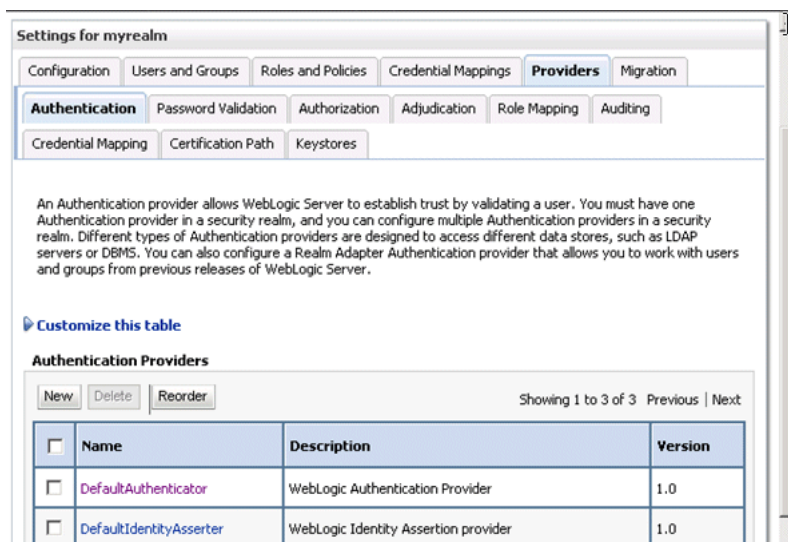 Settings for myrealm
Configuration Users and Groups Roles and Policies Credential Mappings Providers Migration
Authentication Password Validation Authorization Adjudication Role Mapping Auditing
Credential Mapping Certification Path Keystores
An Authentication provider allows WebLogic Server to establish trust by validating a user. You must have one
Authentication provider in a security realm, and you can configure multiple Authentication providers in a security
realm. Different types of Authentication providers are designed to access different data stores, such as LDAP
servers or DBMS. You can also configure a Realm Adapter Authentication provider that allows you to work with users
and groups from previous releases of WebLogic Server.
Customize this table
Authentication Providers
New Delete Reorder Showing 1 to 3 of 3 Previous | Next
Name Description Version
DefaultAuthenticator WebLogic Authentication Provider 1.0
DefaultIdentityAsserter WebLogic Identity Assertion provider 1.0